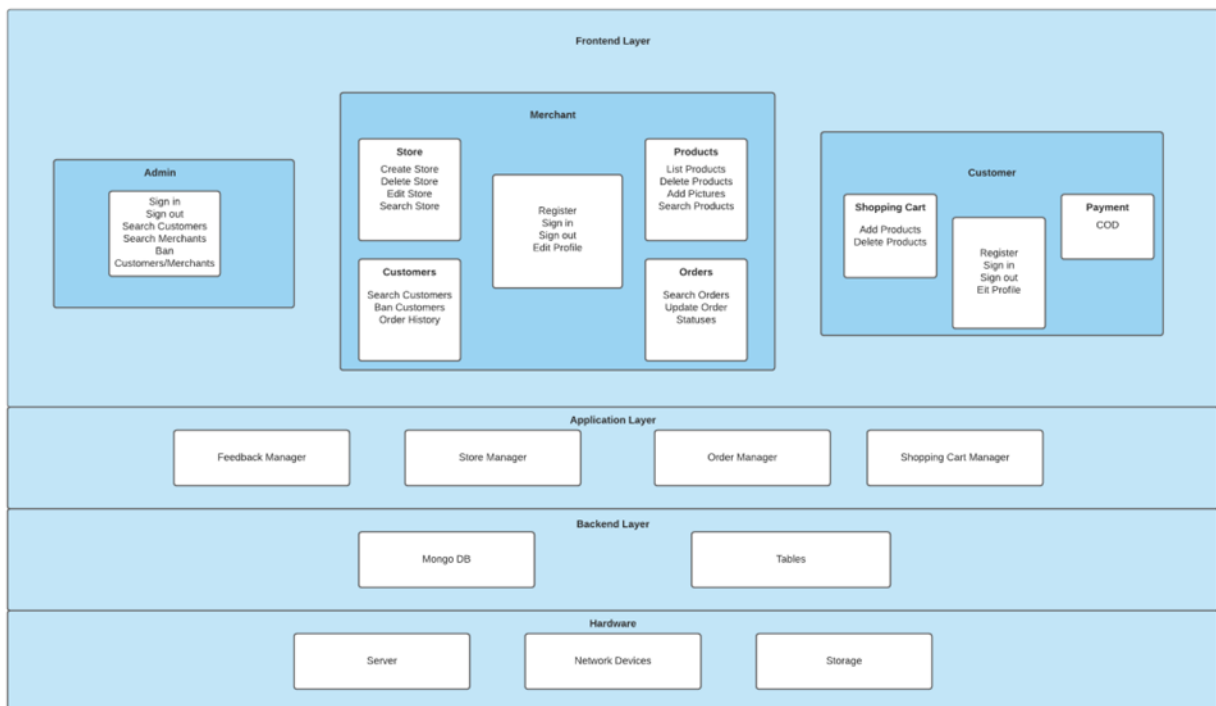 Frontend Layer
Admin
Sign in
Sign out
Search Customers
Search Merchants
Ban
Customers/Merchants
Merchant
Store
Create Store
Delete Store
Edit Store
Search Store
Register
Sign in
Sign out
Edit Profile
Products
List Products
Delete Products
Add Pictures
Search Products
Customers
Search Customers
Ban Customers
Order History
Orders
Search Orders
Update Order
Statuses
Customer
Shopping Cart
Add Products
Delete Products
Register
Sign in
Sign out
Eit Profile
Payment
COD
Application Layer
Feedback Manager
Store Manager
Order Manager
Shopping Cart Manager
Backend Layer
Mongo DB
Tables
Hardware
Server
Network Devices
Storage